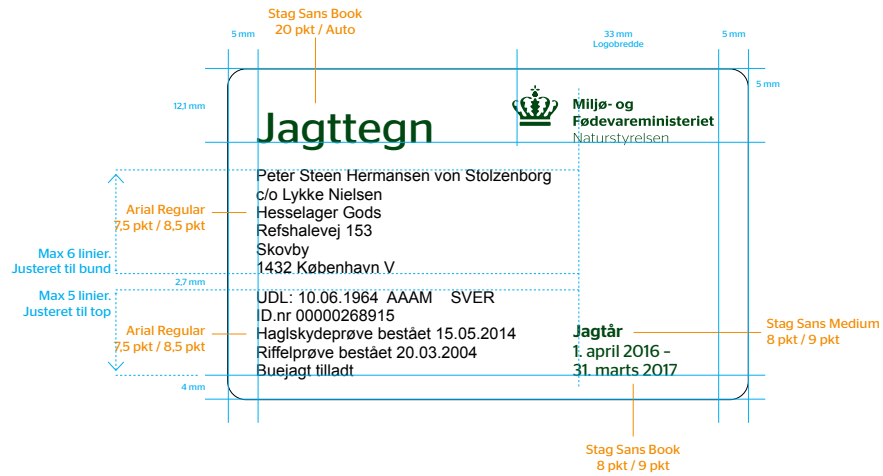 Stag Sans Book
20 pkt / Auto
5 mm
33 mm
Logobredde
5 mm
5 mm
12,1 mm
Jagttegn
Miljø- og
Fødevareministeriet
Naturstyrelsen
Peter Steen Hermansen von Stolzenborg
c/o Lykke Nielsen
Hesselager Gods
Refshalevej 153
Skovby
1432 København V
Arial Regular
7,5 pkt / 8,5 pkt
Max 6 linier.
Justeret til bund
2,7 mm
Max 5 linier.
Justeret til top
UDL: 10.06.1964 AAAM SVER
ID.nr 00000268915
Haglskydeprøve bestået 15.05.2014
Riffelprøve bestået 20.03.2004
Buejagt tilladt
Arial Regular
7,5 pkt / 8,5 pkt
Jagtår
1. april 2016 –
31. marts 2017
Stag Sans Medium
8 pkt / 9 pkt
4 mm
Stag Sans Book
8 pkt / 9 pkt